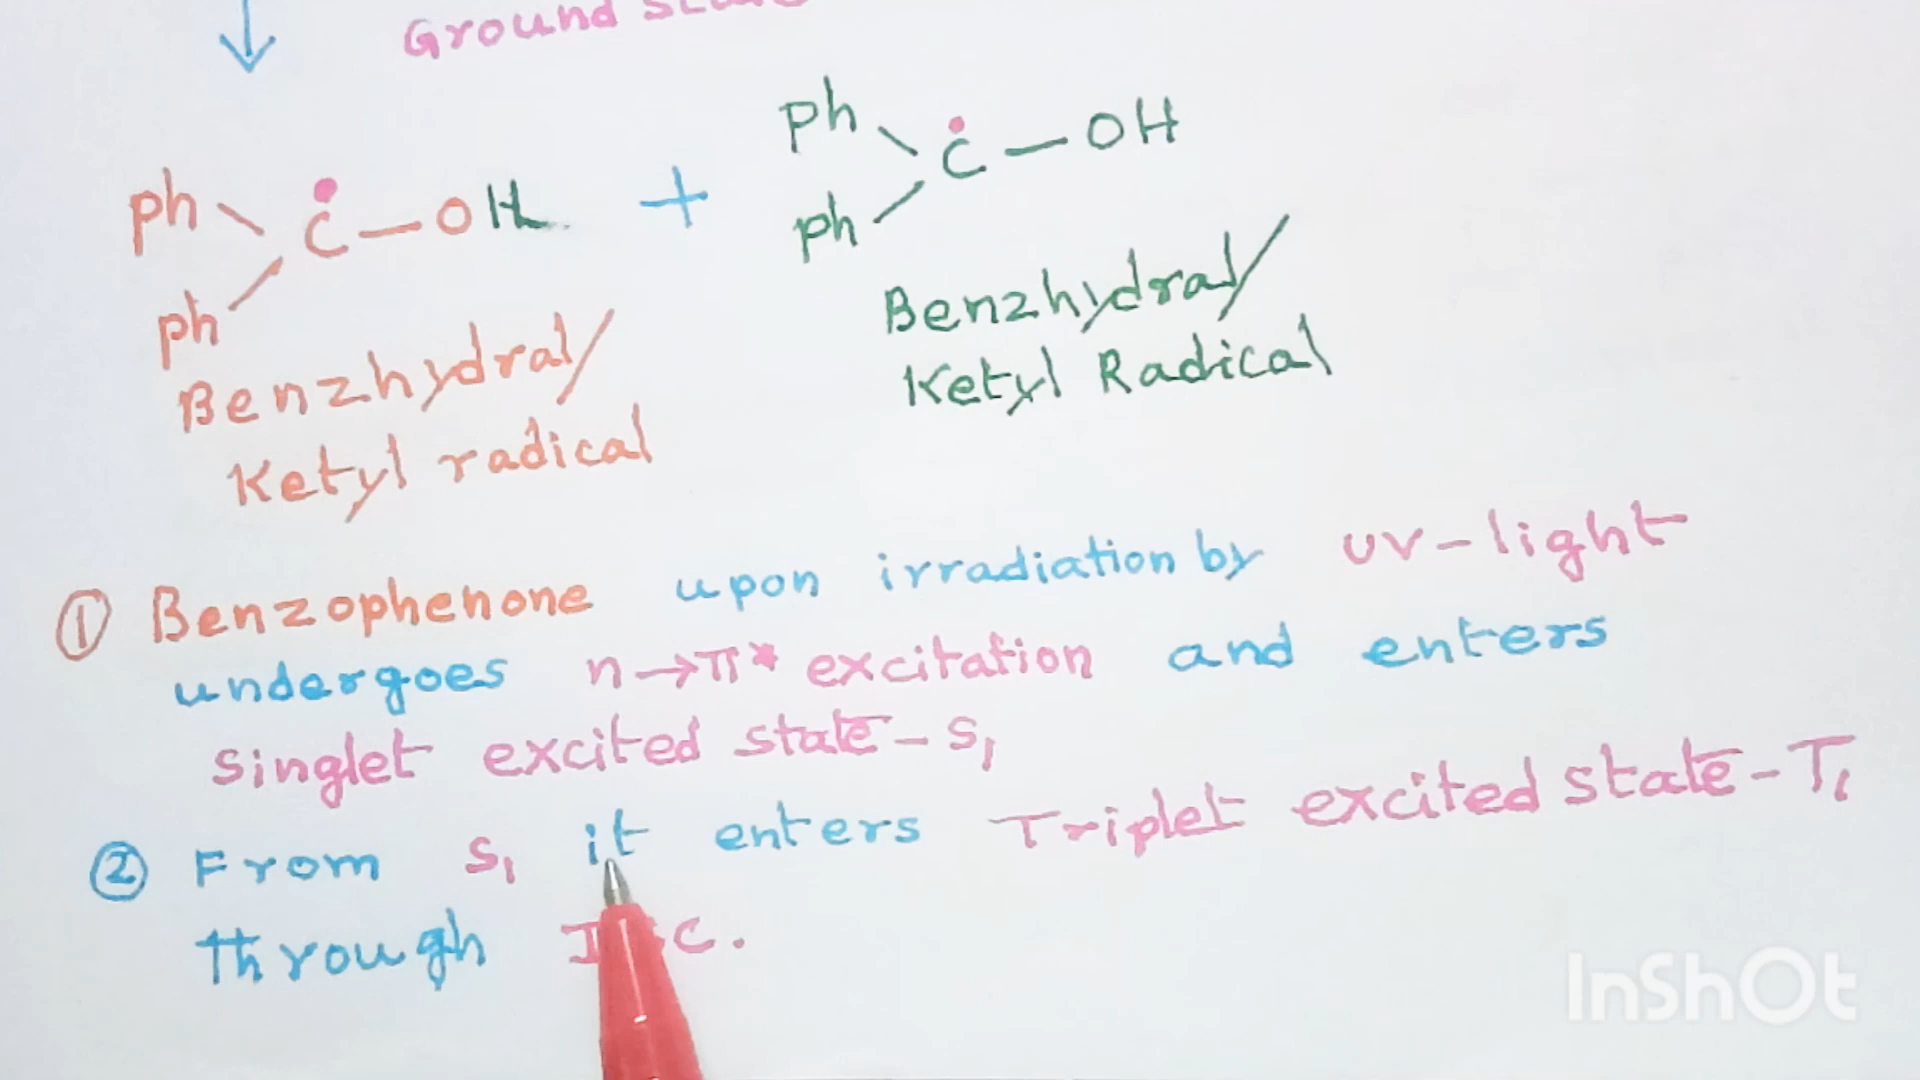 Ground
Ph
Ph
Ċ — OH
+
Ph
Ph
Ċ — OH
Benzhydral/
Ketyl radical
Benzhydral/
Ketyl Radical
① Benzophenone upon irradiation by UV-light
undergoes n→π* excitation and enters
singlet excited state - S₁
② From S₁ it enters Triplet excited state - T₁
through
InShOt